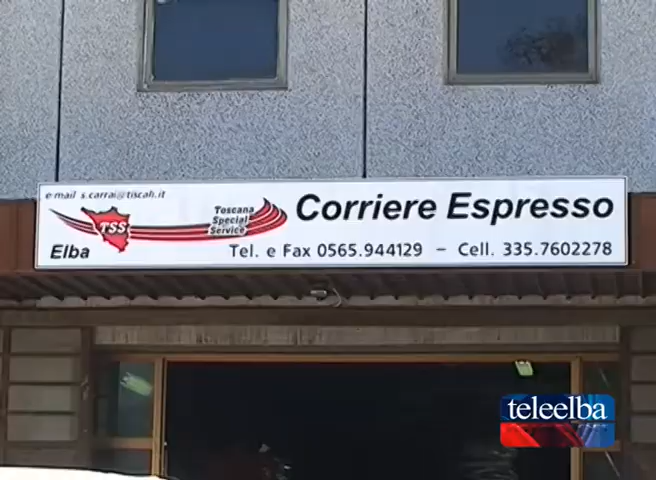 e-mail s.carrai@tiscali.it
TSS
Toscana
Special
Service
Corriere Espresso
Elba
Tel. e Fax 0565.944129 - Cell. 335.7602278
teleelba